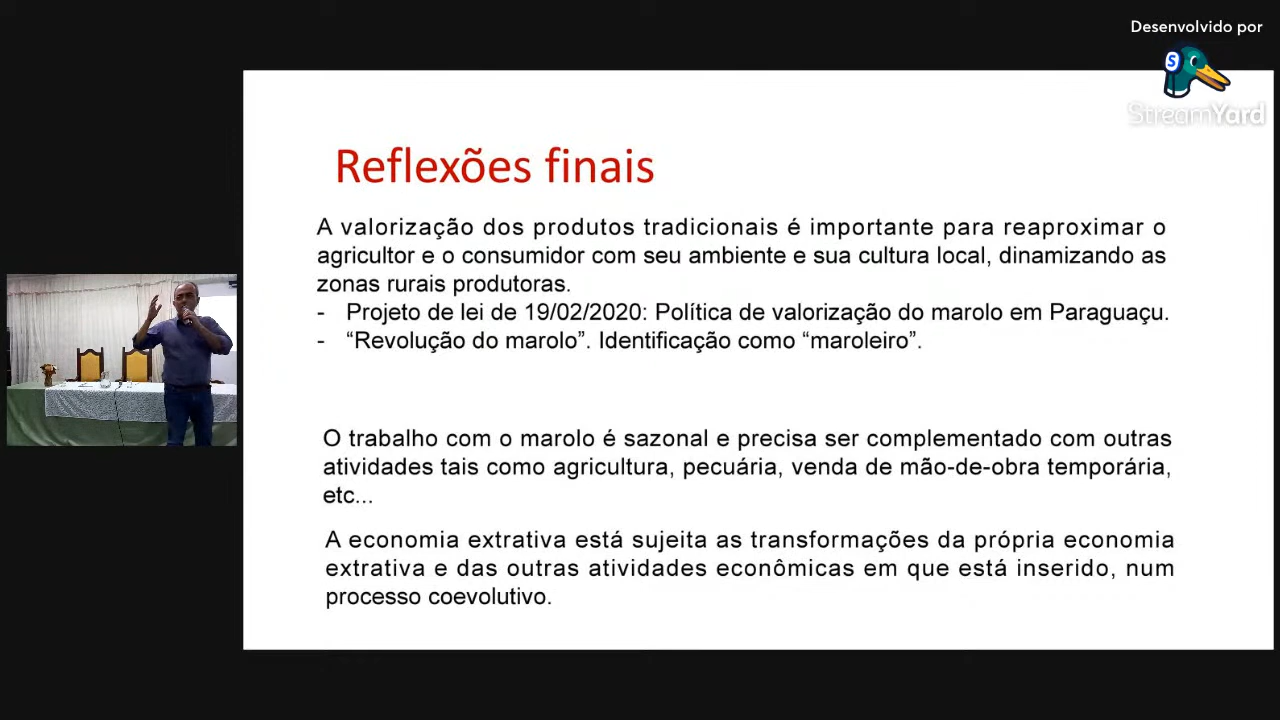 Desenvolvido por
StreamYard
Reflexões finais
A valorização dos produtos tradicionais é importante para reaproximar o
agricultor e o consumidor com seu ambiente e sua cultura local, dinamizando as
zonas rurais produtoras.
- Projeto de lei de 19/02/2020: Política de valorização do marolo em Paraguaçu.
- “Revolução do marolo”. Identificação como “maroleiro”.
O trabalho com o marolo é sazonal e precisa ser complementado com outras
atividades tais como agricultura, pecuária, venda de mão-de-obra temporária,
etc...
A economia extrativa está sujeita as transformações da própria economia
extrativa e das outras atividades econômicas em que está inserido, num
processo coevolutivo.